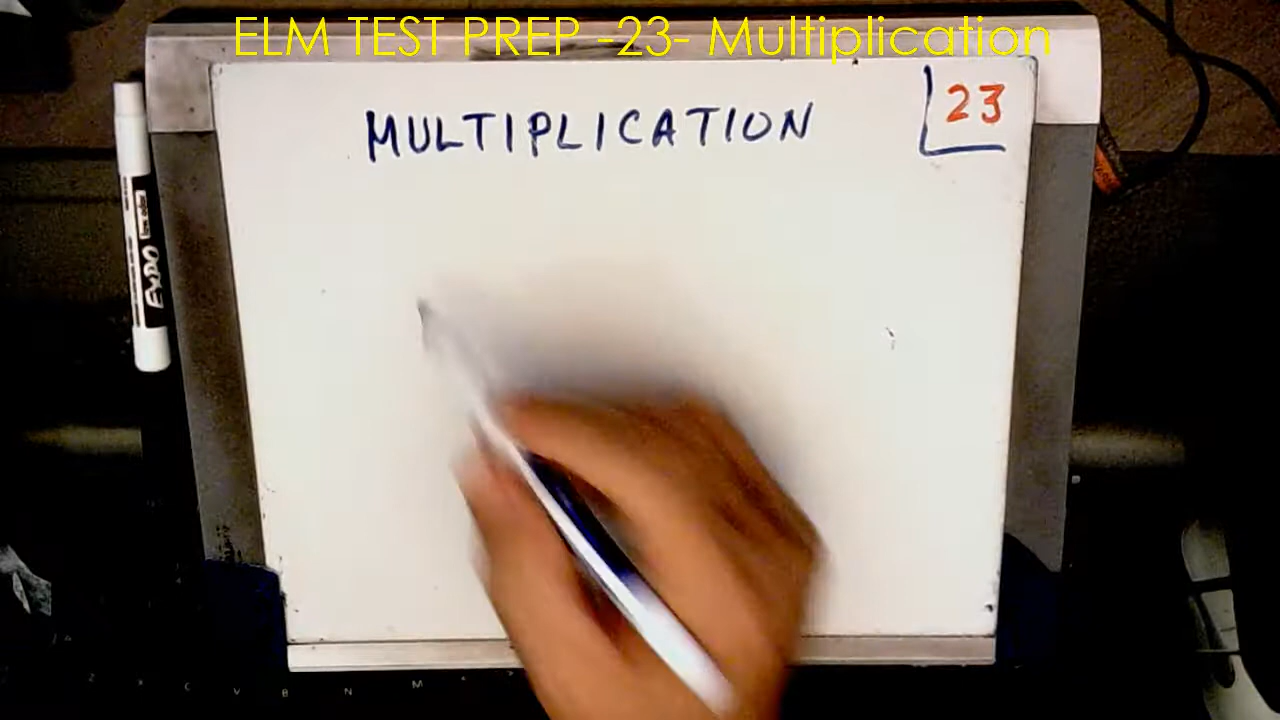 ELM TEST PREP -23- Multiplication
MULTIPLICATION
23
EXPO
Z X C V B N M